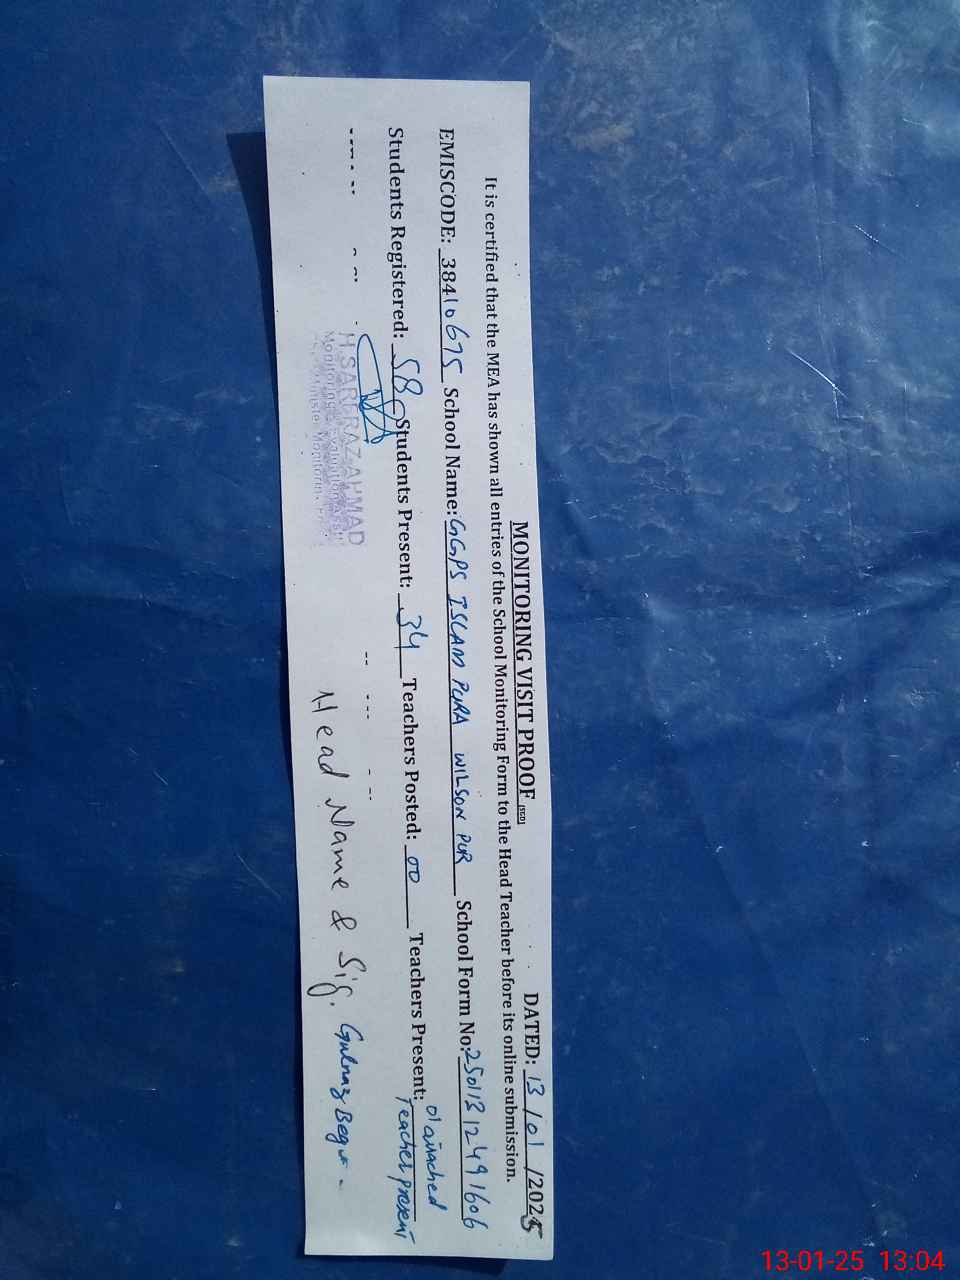 MONITORING VISIT PROOF [SGD]
DATED: 13/01/2025
It is certified that the MEA has shown all entries of the School Monitoring Form to the Head Teacher before its online submission.
EMISCODE: 38410675 School Name: GGPS ISLAM PURA WILSON PUR School Form No: 25011312491606
Students Registered: 58 Students Present: 34 Teachers Posted: 00 Teachers Present: 01 attached
Teacher present
H.SARFRAZ AHMAD
Monitoring
Head Name & Sig. Gulnaz Begum
13-01-25 13:04